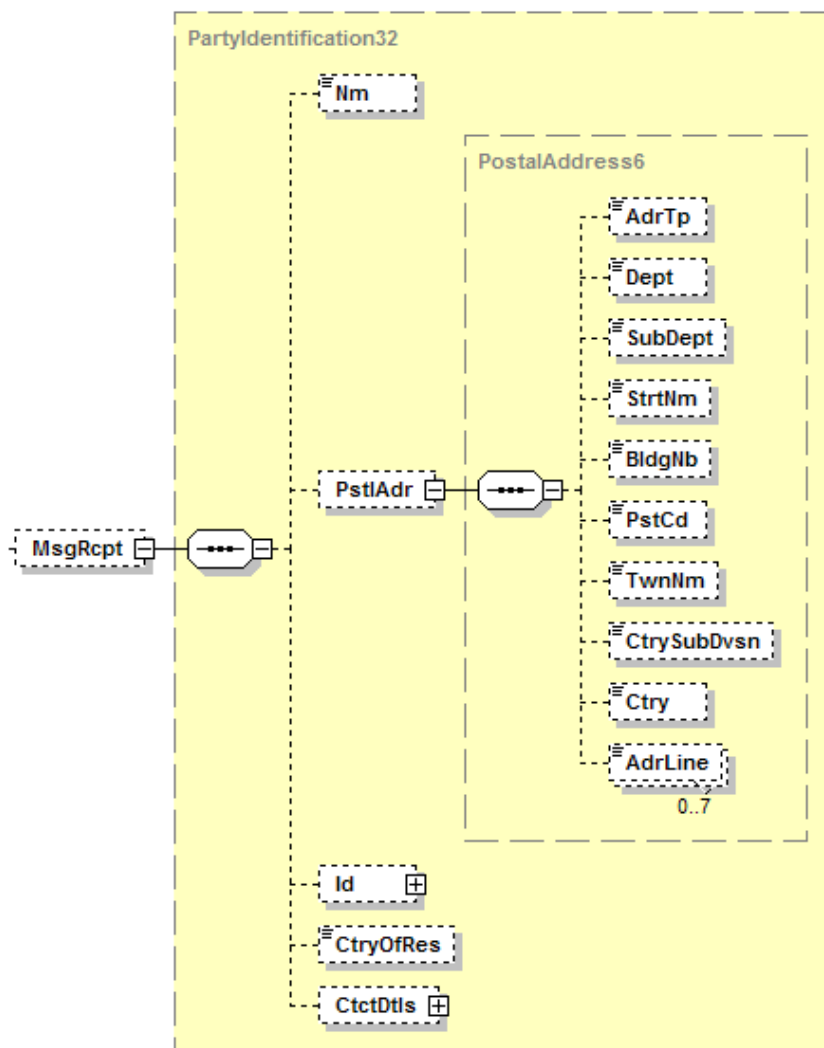 PartyIdentification32
Nm
PostalAddress6
AdrTp
Dept
SubDept
StrtNm
BldgNb
PstlAdr
PstCd
MsgRcpt
TwnNm
CtrySubDvsn
Ctry
AdrLine
0..7
Id
CtryOfRes
CtctDtls